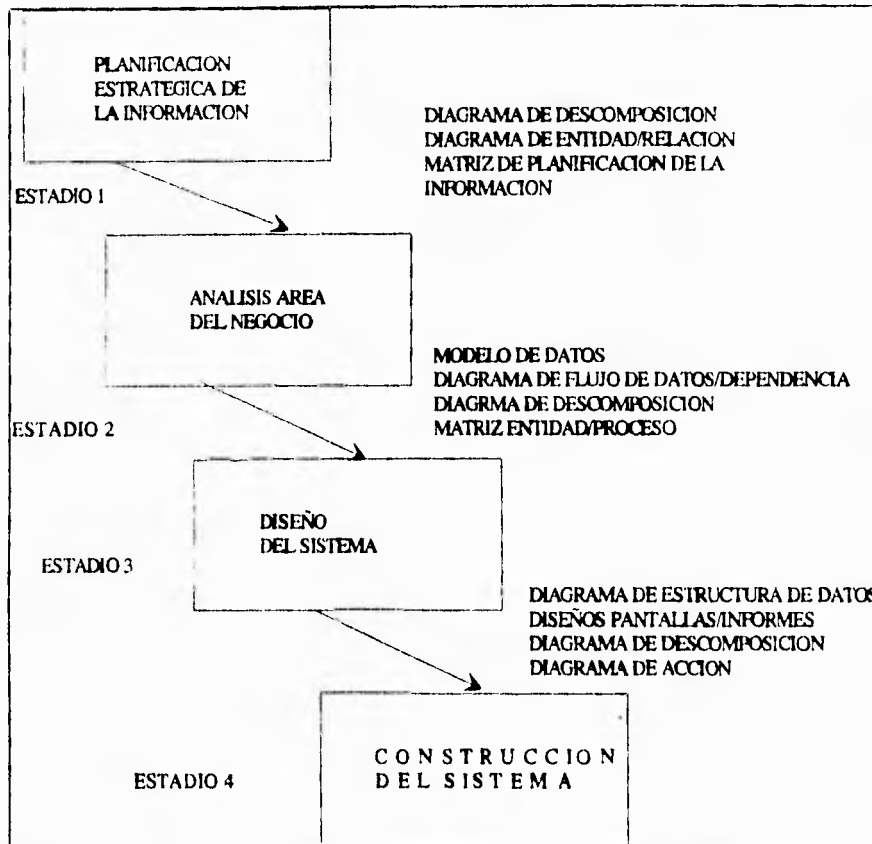 PLANIFICACION
ESTRATEGICA DE
LA INFORMACION
DIAGRAMA DE DESCOMPOSICION
DIAGRAMA DE ENTIDAD/RELACION
MATRIZ DE PLANIFICACION DE LA
INFORMACION
ESTADIO 1
ANALISIS AREA
DEL NEGOCIO
MODELO DE DATOS
DIAGRAMA DE FLUJO DE DATOS/DEPENDENCIA
DIAGRMA DE DESCOMPOSICION
MATRIZ ENTIDAD/PROCESO
ESTADIO 2
DISEÑO
DEL SISTEMA
ESTADIO 3
DIAGRAMA DE ESTRUCTURA DE DATOS
DISEÑOS PANTALLAS/INFORMES
DIAGRAMA DE DESCOMPOSICION
DIAGRAMA DE ACCION
CONSTRUCCION
DEL SISTEMA
ESTADIO 4